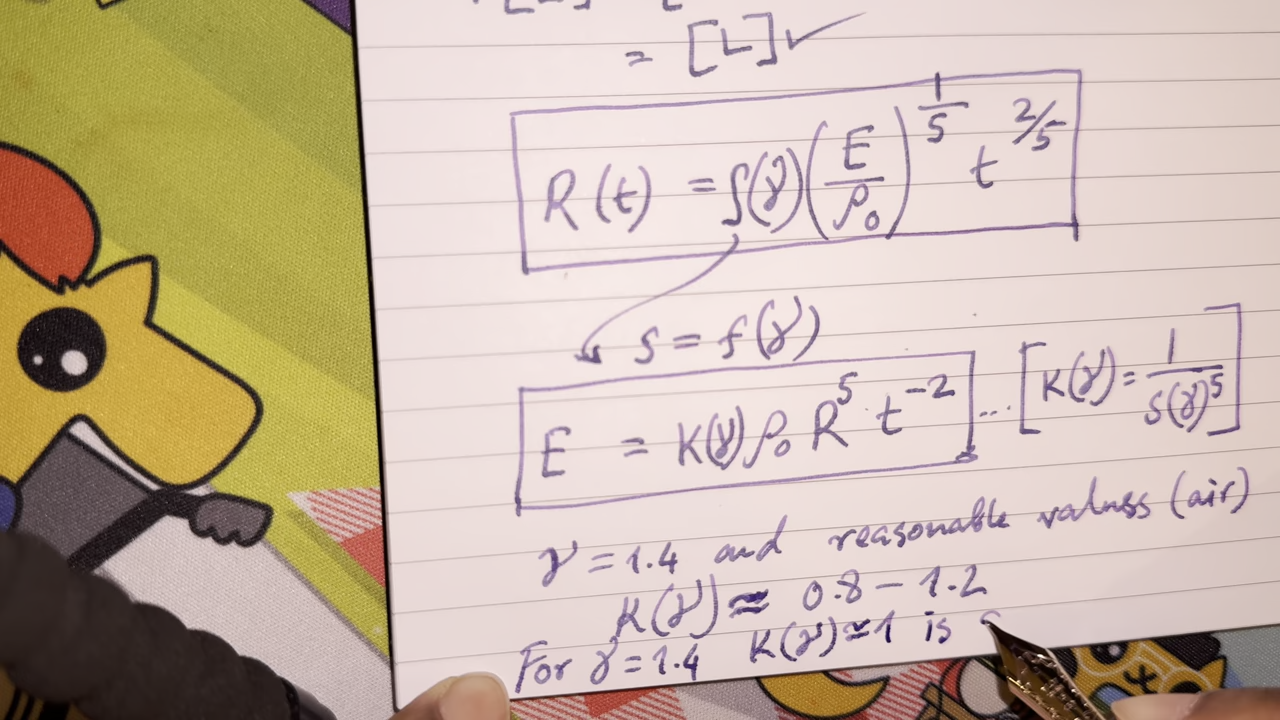 = [L] ✓
R(t) = S(γ) (E/ρ₀)^(1/5) t^(2/5)
S = f(γ)
E = K(γ) ρ₀ R^5 t^-2 ... [K(γ) = 1/S(γ)^5]
γ = 1.4 and reasonable values (air)
K(γ) ≈ 0.8 - 1.2
For γ = 1.4 K(γ) ≃ 1 is